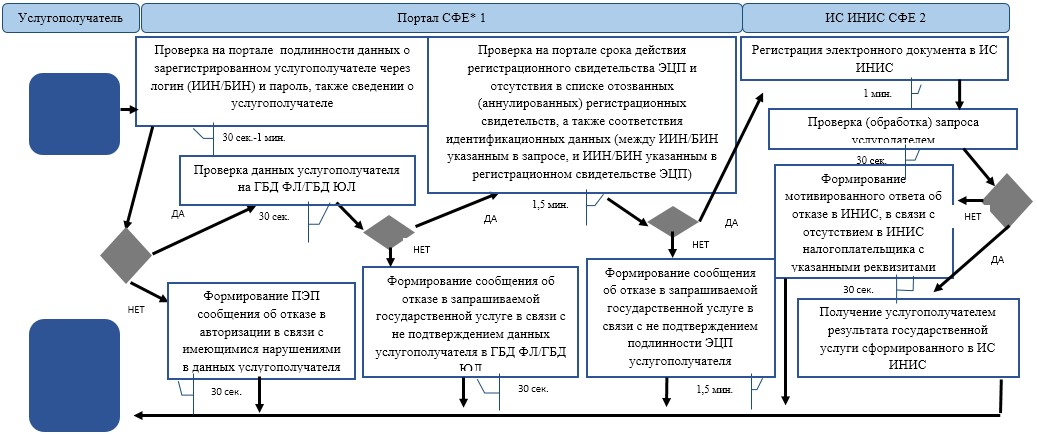 Услугополучатель
Портал СФЕ* 1
ИС ИНИС СФЕ 2
Проверка на портале подлинности данных о
зарегистрированном услугополучателе через
логин (ИИН/БИН) и пароль, также сведении о
услугополучателе
30 сек.-1 мин.
Проверка данных услугополучателя
на ГБД ФЛ/ГБД ЮЛ
30 сек.
ДА
НЕТ
Формирование ПЭП
сообщения об отказе в
авторизации в связи с
имеющимися нарушениями
в данных услугополучателя
30 сек.
Проверка на портале срока действия
регистрационного свидетельства ЭЦП и
отсутствия в списке отозванных
(аннулированных) регистрационных
свидетельств, а также соответствия
идентификационных данных (между ИИН/БИН
указанным в запросе, и ИИН/БИН указанным в
регистрационном свидетельстве ЭЦП)
1,5 мин.
ДА
НЕТ
Формирование сообщения об
отказе в запрашиваемой
государственной услуге в связи с
не подтверждением данных
услугополучателя в ГБД ФЛ/ГБД
ЮЛ
30 сек.
ДА
НЕТ
Формирование сообщения
об отказе в запрашиваемой
государственной услуге в
связи с не подтверждением
подлинности ЭЦП
услугополучателя
1,5 мин.
Регистрация электронного документа в ИС
ИНИС
1 мин.
Проверка (обработка) запроса
услугодателем
30 сек.
Формирование
мотивированного ответа об
отказе в ИНИС, в связи с
отсутствием в ИНИС
налогоплательщика с
указанными реквизитами
НЕТ
ДА
30 сек.
Получение услугополучателем
результата государственной
услуги сформированного в ИС
ИНИС